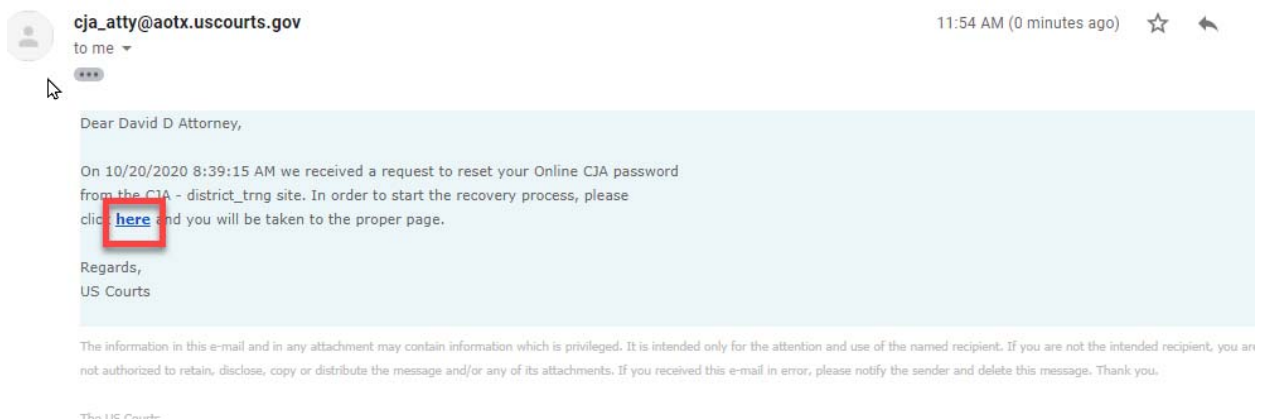 cja_atty@aotx.uscourts.gov
11:54 AM (0 minutes ago)
to me
Dear David D Attorney,
On 10/20/2020 8:39:15 AM we received a request to reset your Online CJA password
from the CJA - district_trng site. In order to start the recovery process, please
click here and you will be taken to the proper page.
Regards,
US Courts
The information in this e-mail and in any attachment may contain information which is privileged. It is intended only for the attention and use of the named recipient. If you are not the intended recipient, you are
not authorized to retain, disclose, copy or distribute the message and/or any of its attachments. If you received this e-mail in error, please notify the sender and delete this message. Thank you.
The US Courts